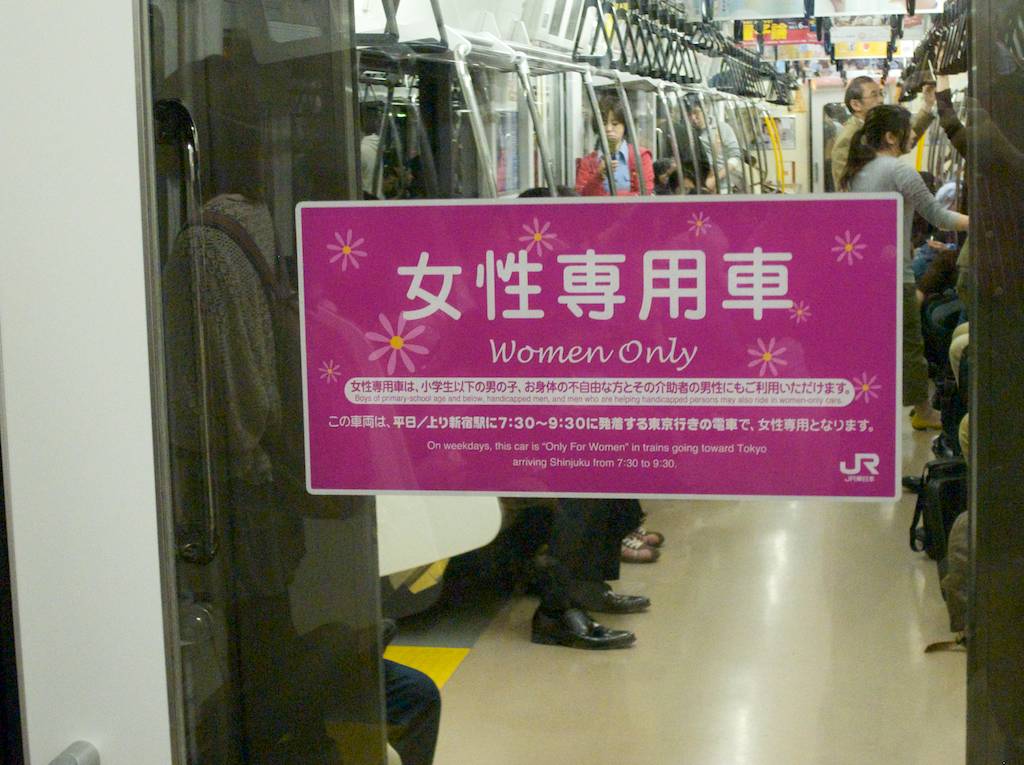 女性専用車
Women Only
女性専用車は、小学生以下の男の子、お身体の不自由な方とその介助者の男性にもご利用いただけます。
Boys of primary-school age and below, handicapped men, and men who are helping handicapped persons may also ride in women-only cars.
この車両は、平日/上り新宿駅に7:30～9:30に発着する東京行きの電車で、女性専用となります。
On weekdays, this car is "Only For Women" in trains going toward Tokyo
arriving Shinjuku from 7:30 to 9:30.
JR
JR東日本